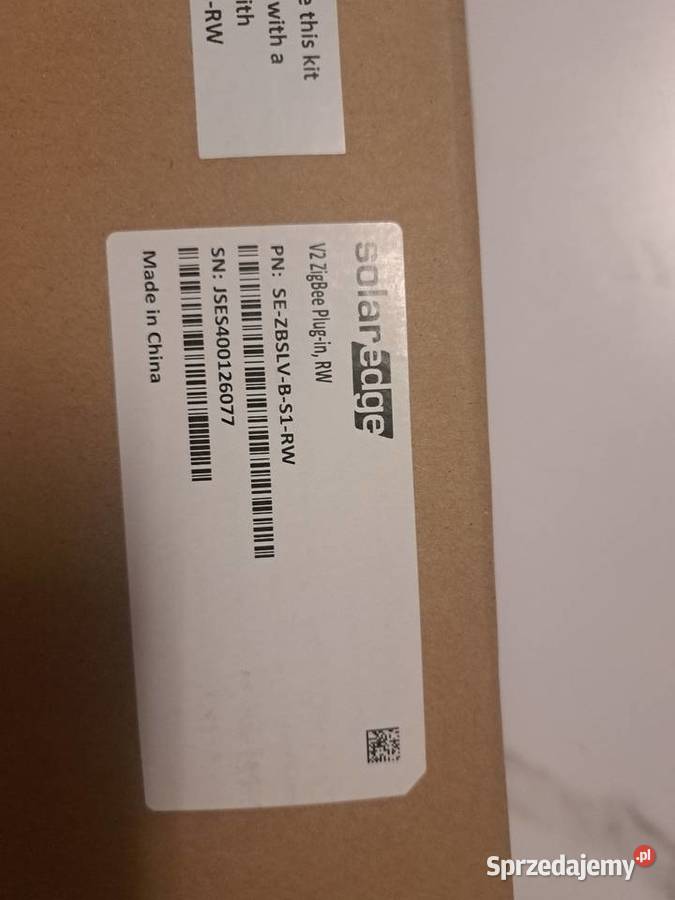 e this kit
with a
ith
-RW
solaredge
V2 ZigBee Plug-in, RW
PN: SE-ZBSLV-B-S1-RW
SN: JSES400126077
Made in China
Sprzedajemy.pl